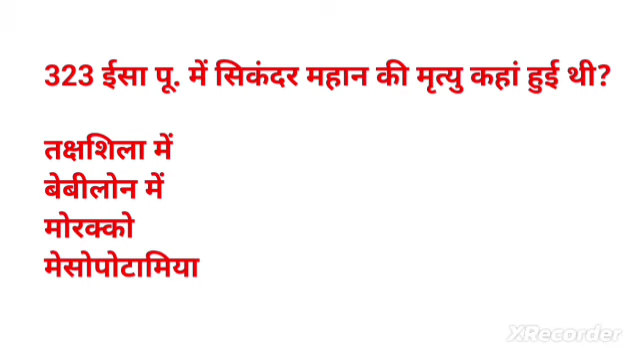 323 ईसा पू. में सिकंदर महान की मृत्यु कहां हुई थी?
तक्षशिला में
बेबीलोन में
मोरक्को
मेसोपोटामिया
XRecorder